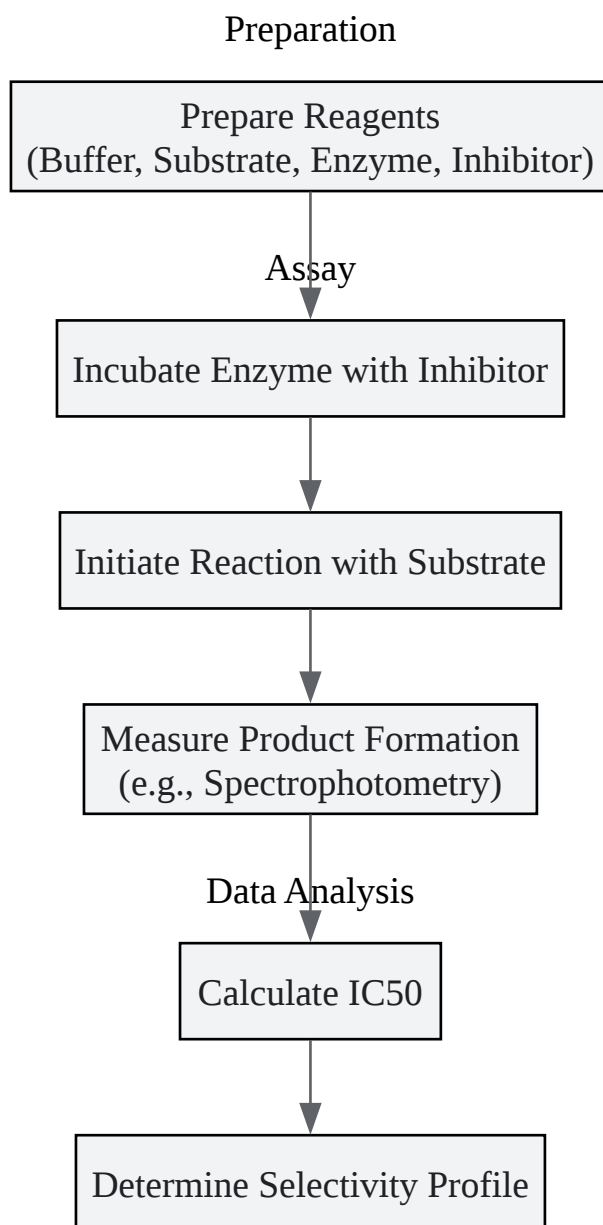 Preparation
Prepare Reagents
(Buffer, Substrate, Enzyme, Inhibitor)
Assay
Incubate Enzyme with Inhibitor
Initiate Reaction with Substrate
Measure Product Formation
(e.g., Spectrophotometry)
Data Analysis
Calculate IC50
Determine Selectivity Profile